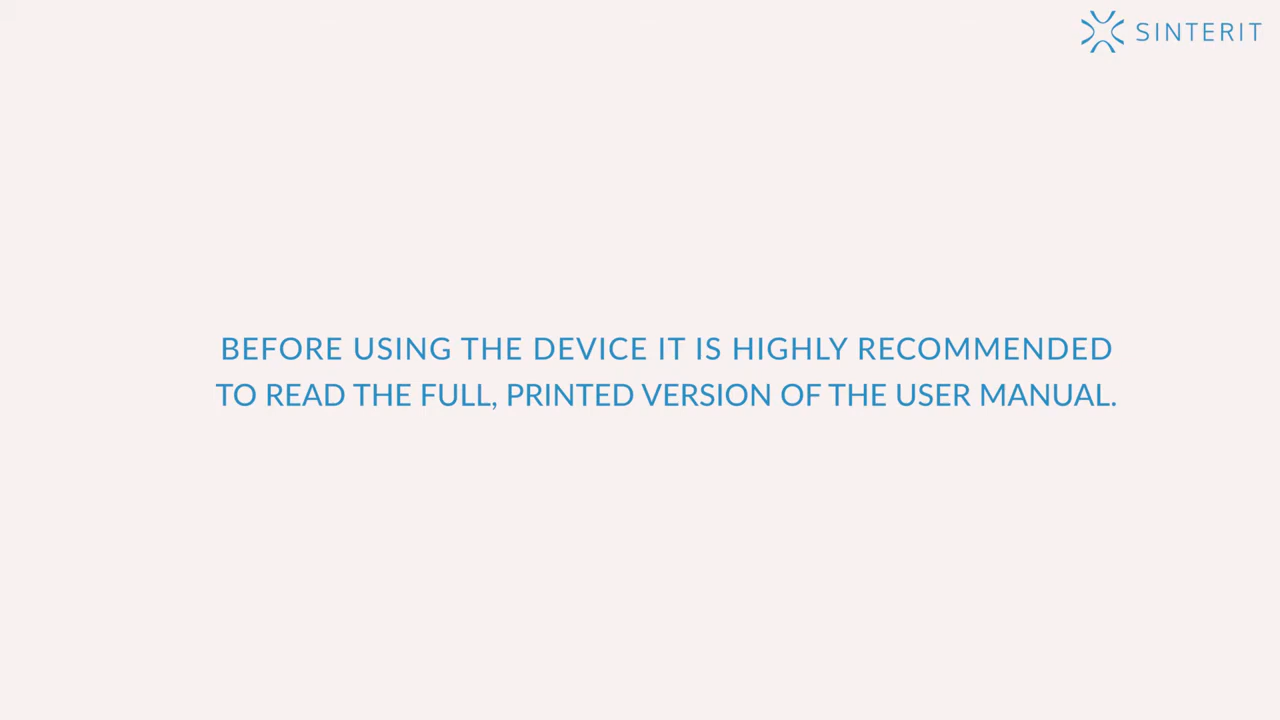 SINTERIT
BEFORE USING THE DEVICE IT IS HIGHLY RECOMMENDED
TO READ THE FULL, PRINTED VERSION OF THE USER MANUAL.